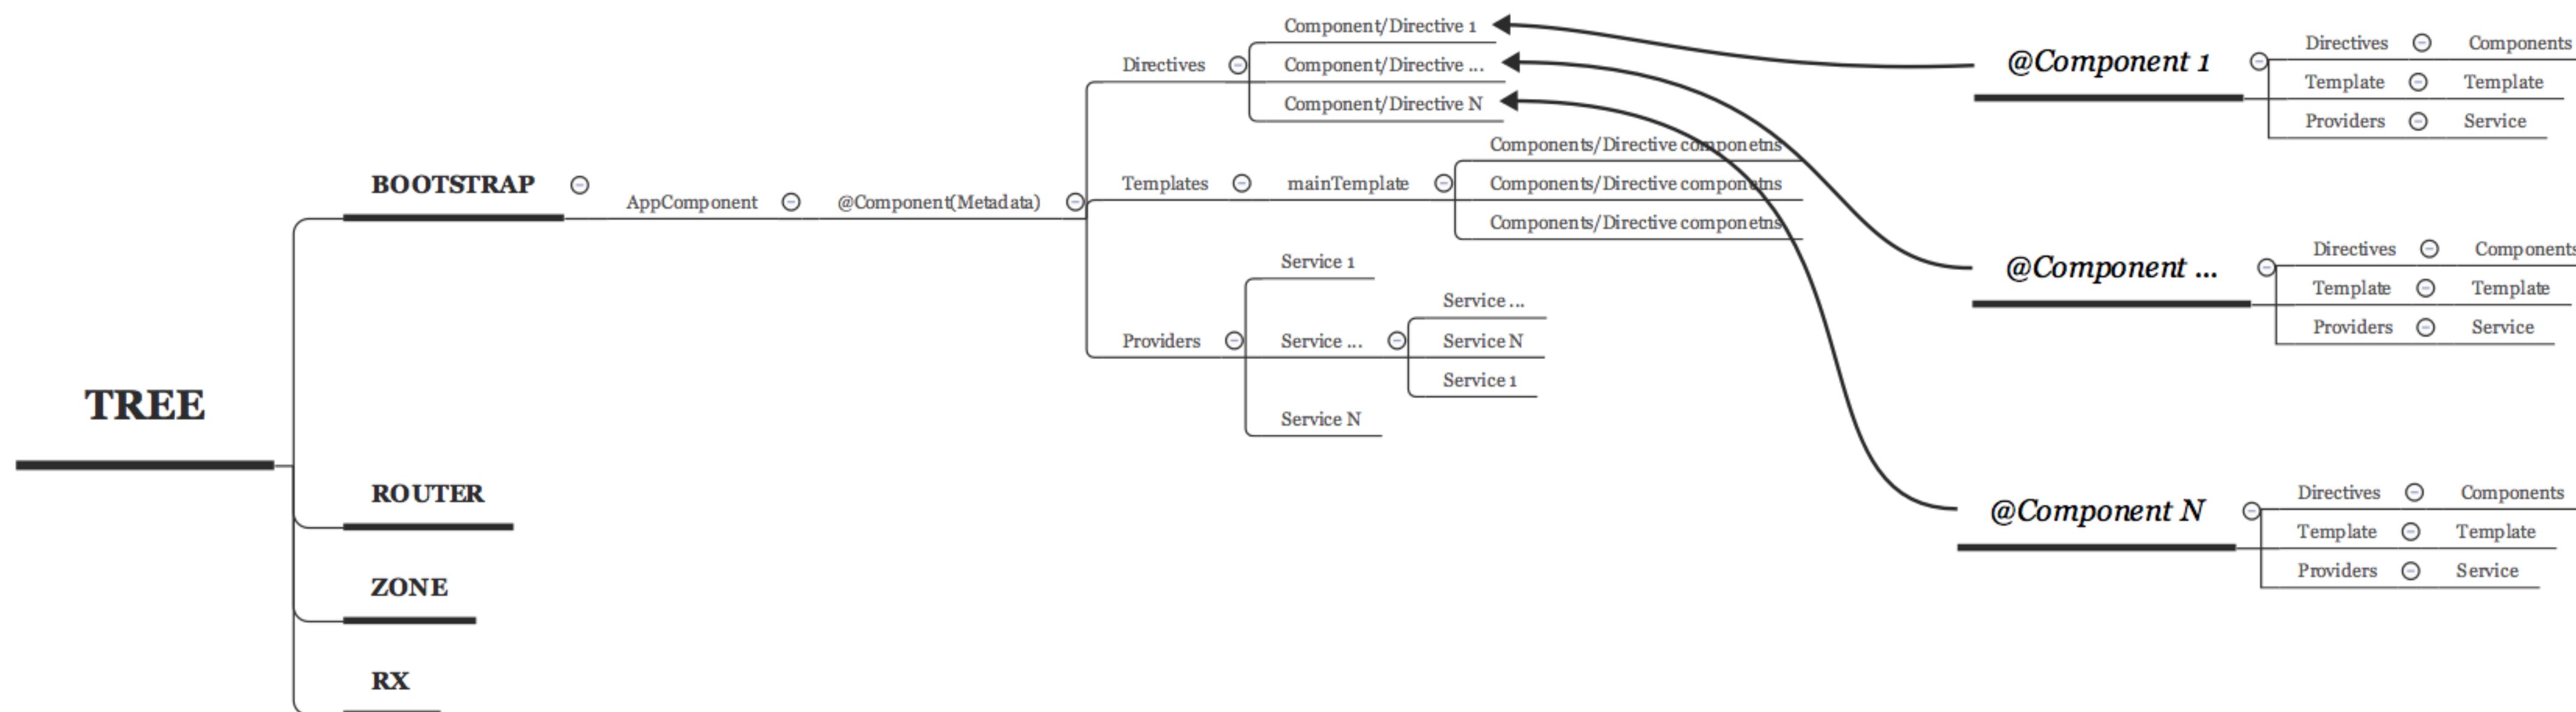 TREE
BOOTSTRAP
AppComponent
@Component(Metadata)
Directives
Component/Directive 1
Component/Directive ...
Component/Directive N
Templates
mainTemplate
Components/Directive componetns
Components/Directive componetns
Components/Directive componetns
Providers
Service 1
Service ...
Service ...
Service N
Service 1
Service N
ROUTER
ZONE
RX
@Component 1
Directives
Components
Template
Template
Providers
Service
@Component ...
Directives
Components
Template
Template
Providers
Service
@Component N
Directives
Components
Template
Template
Providers
Service